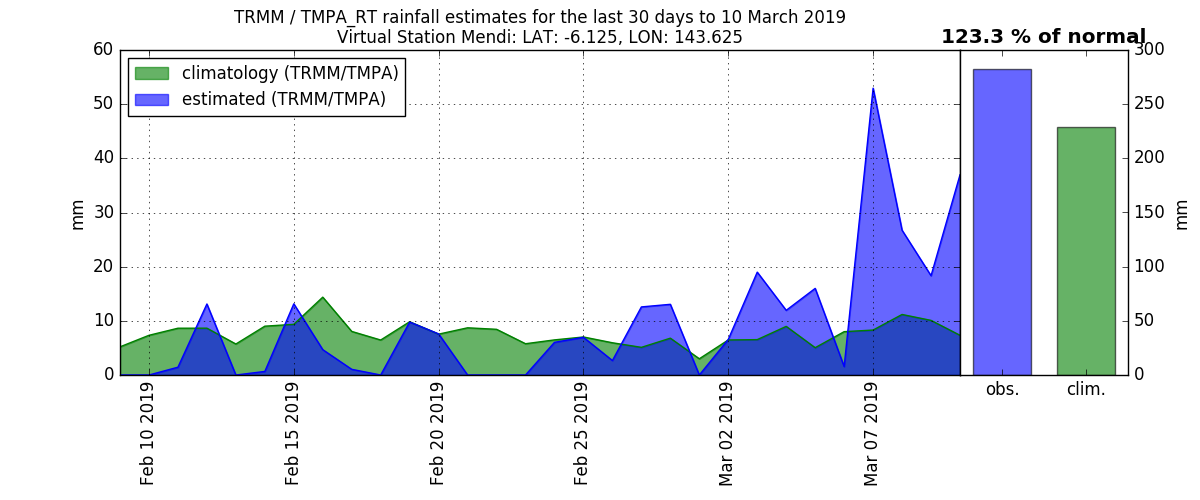 TRMM / TMPA_RT rainfall estimates for the last 30 days to 10 March 2019
Virtual Station Mendi: LAT: -6.125, LON: 143.625
123.3 % of normal
climatology (TRMM/TMPA)
estimated (TRMM/TMPA)
60
50
40
30
20
10
0
mm
Feb 10 2019
Feb 15 2019
Feb 20 2019
Feb 25 2019
Mar 02 2019
Mar 07 2019
300
250
200
150
100
50
0
mm
obs.
clim.